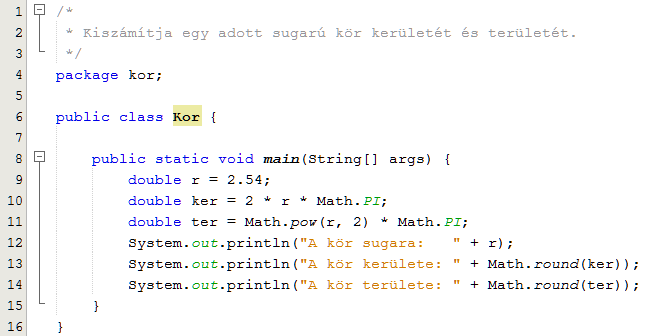 1 /*
2  * Kiszámítja egy adott sugarú kör kerületét és területét.
3  */
4 package kor;
5
6 public class Kor {
7
8     public static void main(String[] args) {
9         double r = 2.54;
10         double ker = 2 * r * Math.PI;
11         double ter = Math.pow(r, 2) * Math.PI;
12         System.out.println("A kör sugara:   " + r);
13         System.out.println("A kör kerülete: " + Math.round(ker));
14         System.out.println("A kör területe: " + Math.round(ter));
15     }
16 }